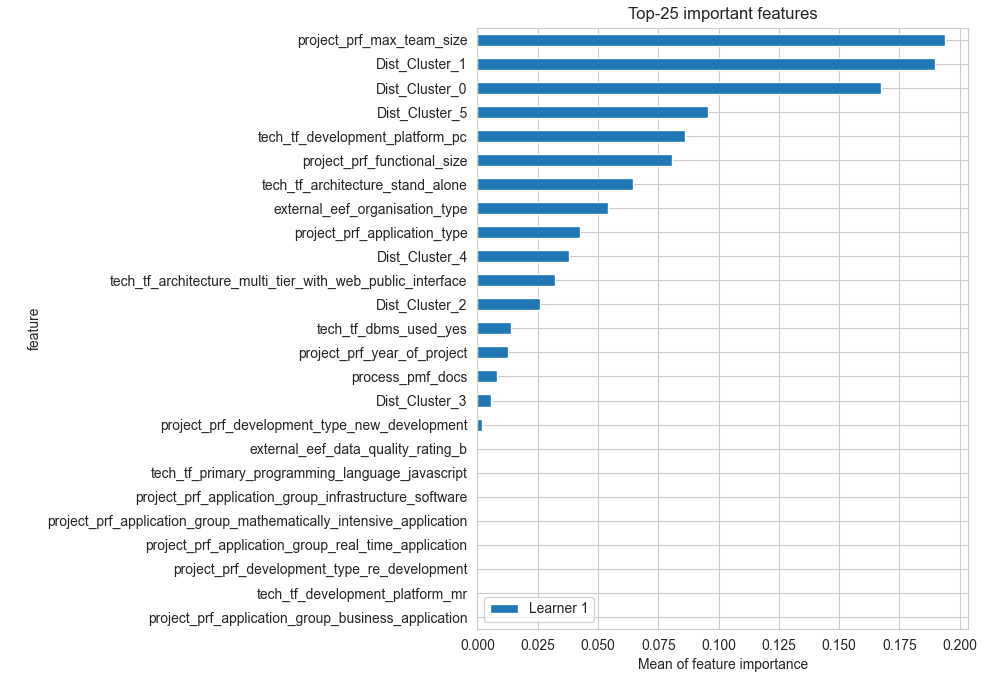 Top-25 important features
project_prf_max_team_size
Dist_Cluster_1
Dist_Cluster_0
Dist_Cluster_5
tech_tf_development_platform_pc
project_prf_functional_size
tech_tf_architecture_stand_alone
external_eef_organisation_type
project_prf_application_type
Dist_Cluster_4
tech_tf_architecture_multi_tier_with_web_public_interface
Dist_Cluster_2
tech_tf_dbms_used_yes
project_prf_year_of_project
process_pmf_docs
Dist_Cluster_3
project_prf_development_type_new_development
external_eef_data_quality_rating_b
tech_tf_primary_programming_language_javascript
project_prf_application_group_infrastructure_software
project_prf_application_group_mathematically_intensive_application
project_prf_application_group_real_time_application
project_prf_development_type_re_development
tech_tf_development_platform_mr
project_prf_application_group_business_application
feature
Learner 1
0.000 0.025 0.050 0.075 0.100 0.125 0.150 0.175 0.200
Mean of feature importance